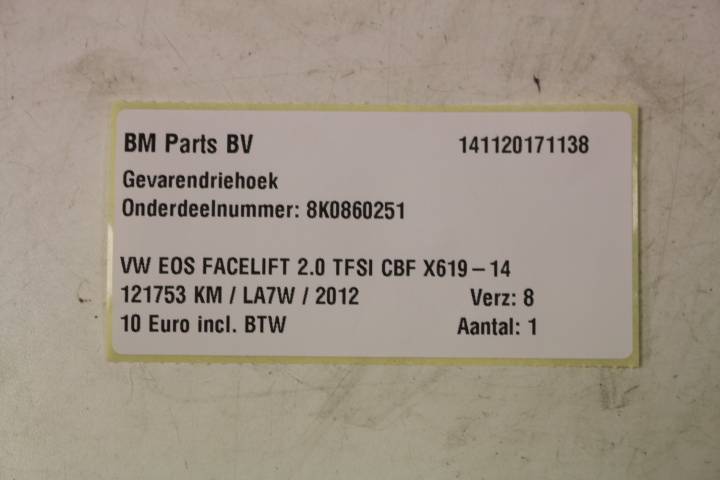 BM Parts BV 141120171138
Gevarendriehoek
Onderdeelnummer: 8K0860251
VW EOS FACELIFT 2.0 TFSI CBF X619-14
121753 KM / LA7W / 2012 Verz: 8
10 Euro incl. BTW Aantal: 1